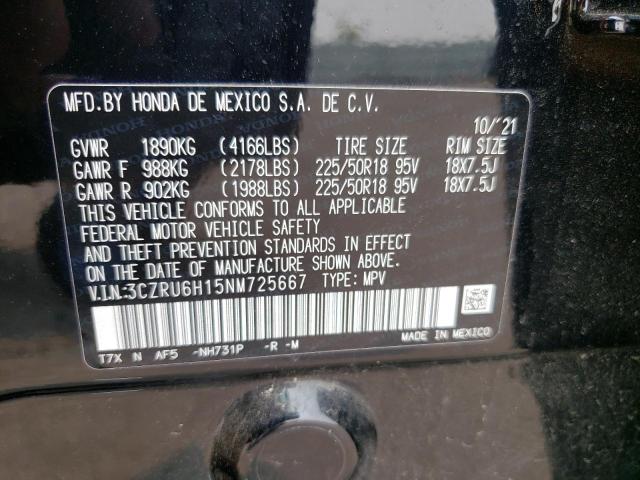 MFD.BY HONDA DE MEXICO S.A. DE C.V.
10/'21
GVWR 1890KG (4166LBS) TIRE SIZE RIM SIZE
GAWR F 988KG (2178LBS) 225/50R18 95V 18X7.5J
GAWR R 902KG (1988LBS) 225/50R18 95V 18X7.5J
THIS VEHICLE CONFORMS TO ALL APPLICABLE
FEDERAL MOTOR VEHICLE SAFETY
AND THEFT PREVENTION STANDARDS IN EFFECT
ON THE DATE OF MANUFACTURE SHOWN ABOVE.
V.I.N:3CZRU6H15NM725667 TYPE: MPV
T7X N AF5 -NH731P -R -M
MADE IN MEXICO